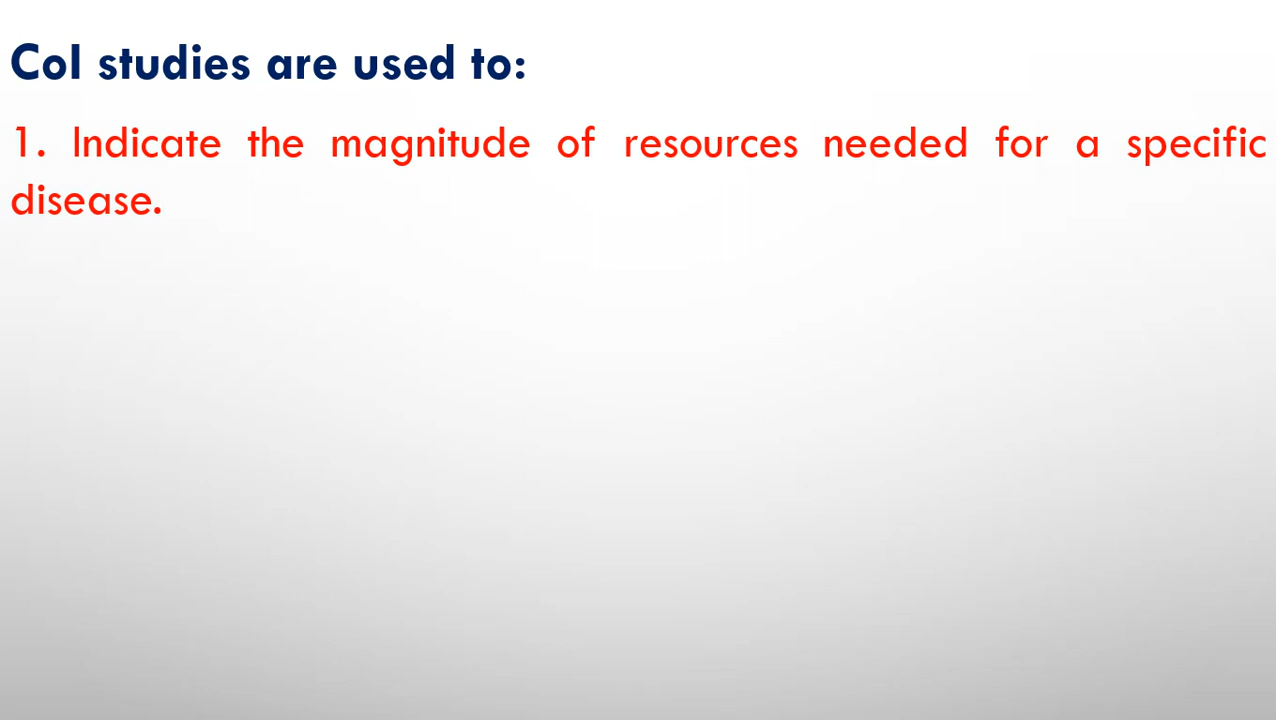 CoI studies are used to:
1. Indicate the magnitude of resources needed for a specific
disease.